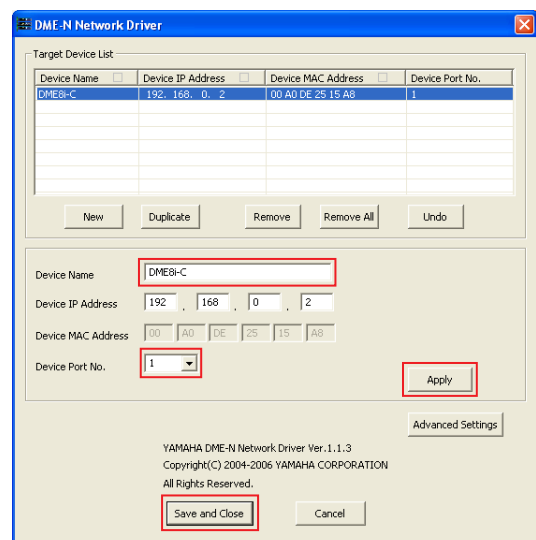 DME-N Network Driver
Target Device List
Device Name Device IP Address Device MAC Address Device Port No.
DME8i-C 192. 168. 0. 2 00 A0 DE 25 15 A8 1
New Duplicate Remove Remove All Undo
Device Name DME8i-C
Device IP Address 192 . 168 . 0 . 2
Device MAC Address 00 A0 DE 25 15 A8
Device Port No. 1
Apply
Advanced Settings
YAMAHA DME-N Network Driver Ver.1.1.3
Copyright(C) 2004-2006 YAMAHA CORPORATION
All Rights Reserved.
Save and Close Cancel